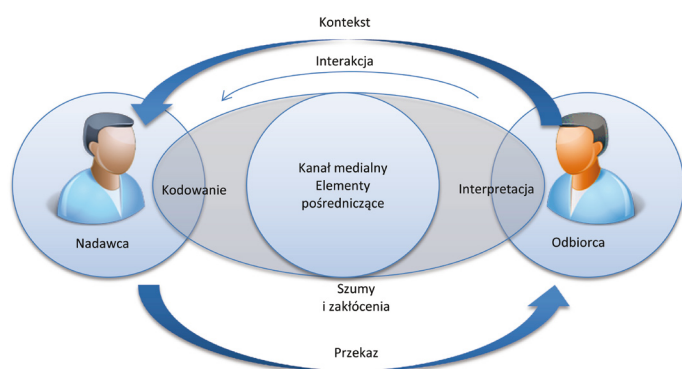 Kontekst
Interakcja
Kodowanie
Kanał medialny
Elementy
pośredniczące
Interpretacja
Nadawca
Odbiorca
Szumy
i zakłócenia
Przekaz